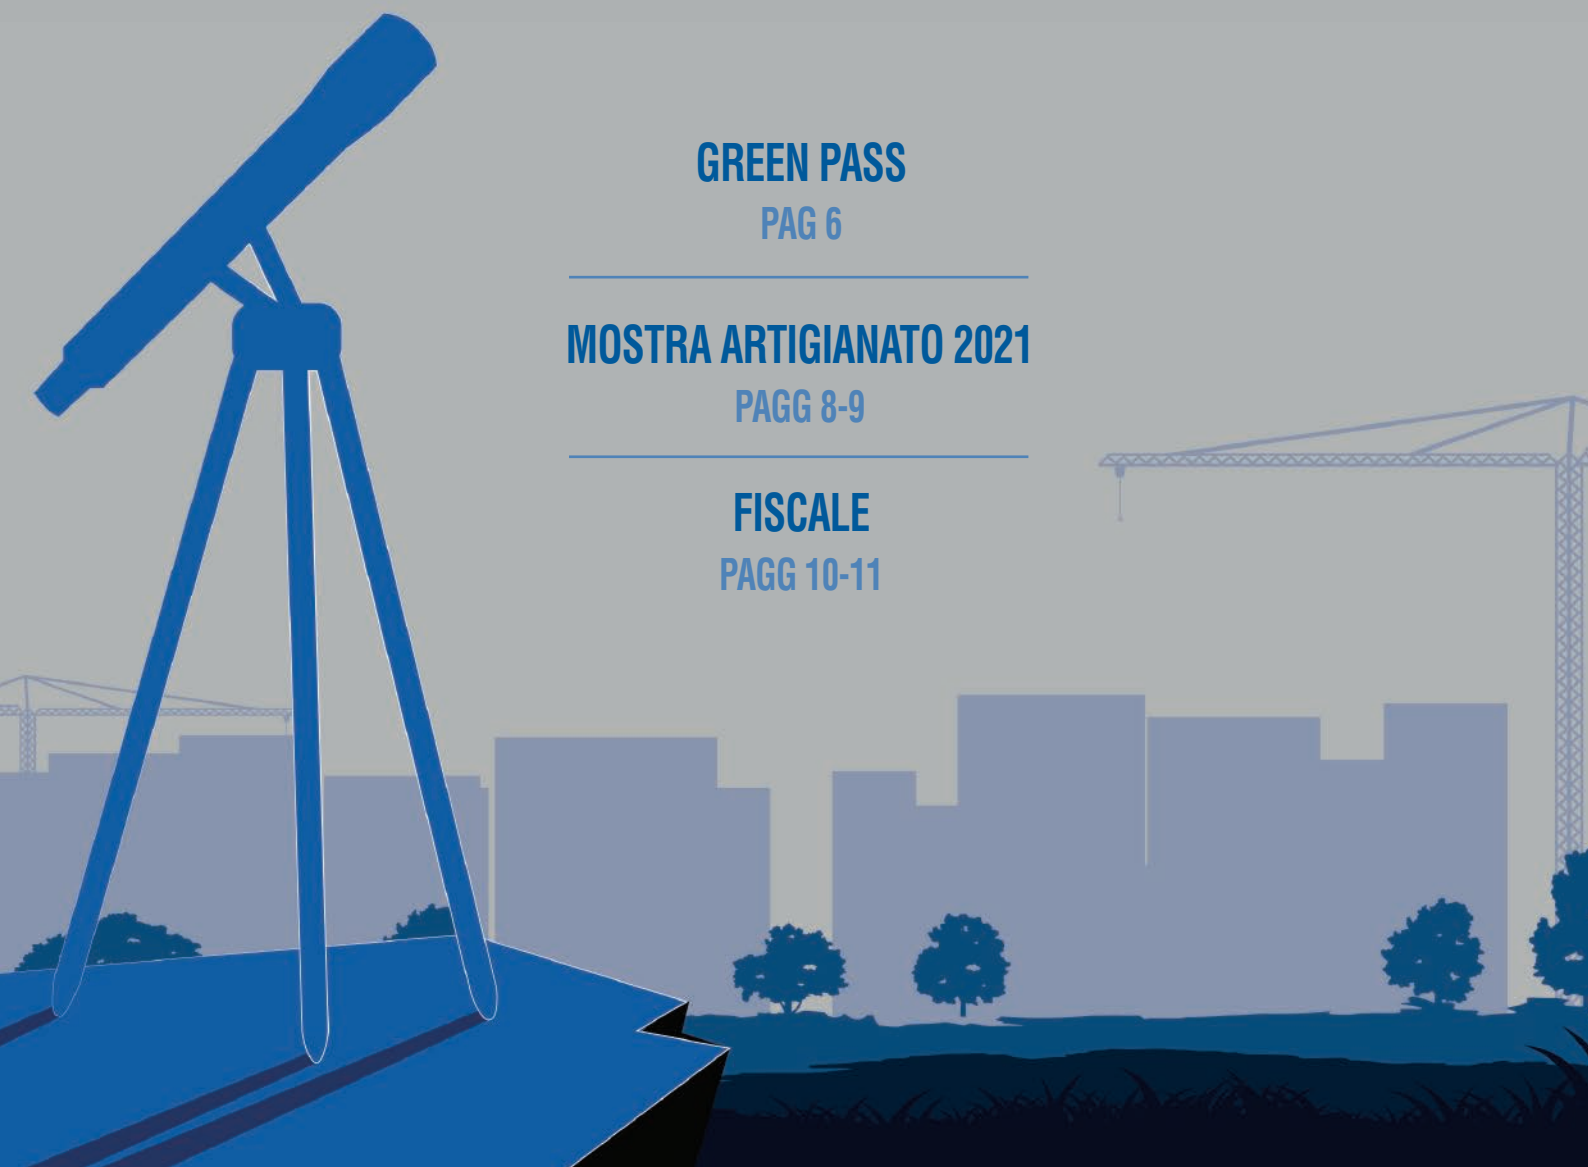 GREEN PASS
PAG 6
MOSTRA ARTIGIANATO 2021
PAGG 8-9
FISCALE
PAGG 10-11